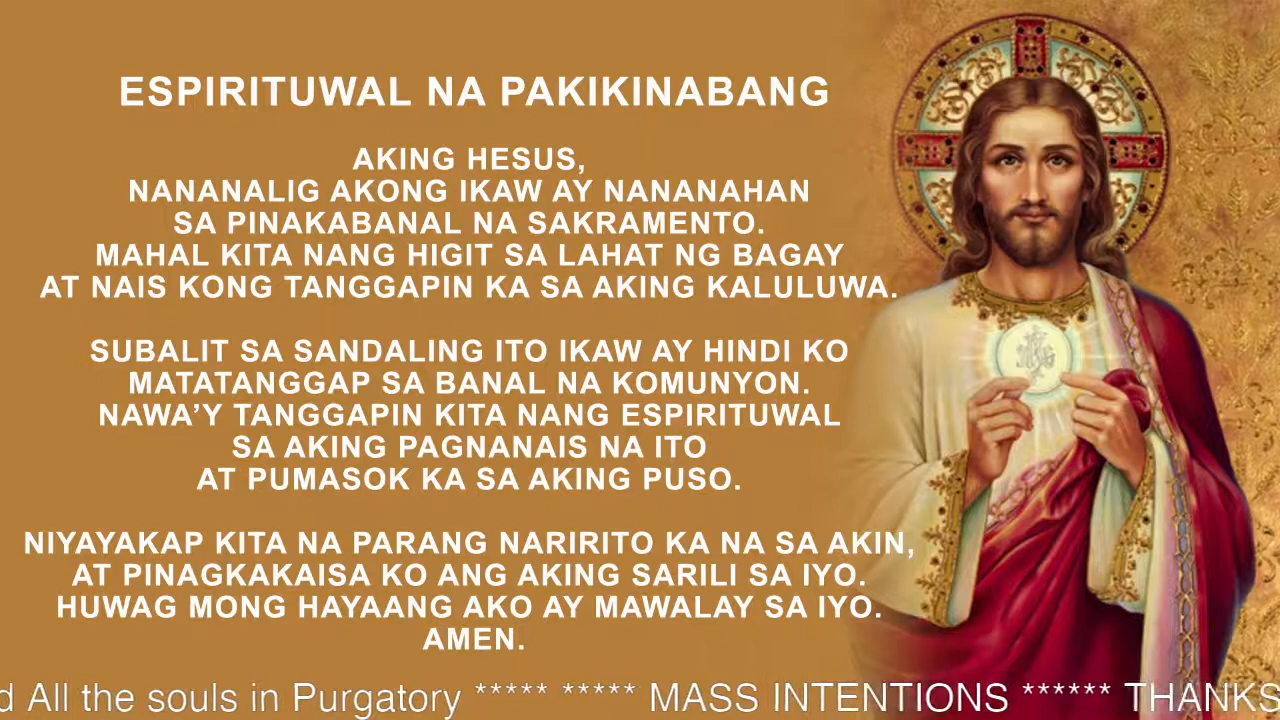 ESPIRITUWAL NA PAKIKINABANG
AKING HESUS,
NANANALIG AKONG IKAW AY NANANAHAN
SA PINAKABANAL NA SAKRAMENTO.
MAHAL KITA NANG HIGIT SA LAHAT NG BAGAY
AT NAIS KONG TANGGAPIN KA SA AKING KALULUWA.
SUBALIT SA SANDALING ITO IKAW AY HINDI KO
MATATANGGAP SA BANAL NA KOMUNYON.
NAWA’Y TANGGAPIN KITA NANG ESPIRITUWAL
SA AKING PAGNANAIS NA ITO
AT PUMASOK KA SA AKING PUSO.
NIYAYAKAP KITA NA PARANG NARIRITO KA NA SA AKIN,
AT PINAGKAKAISA KO ANG AKING SARILI SA IYO.
HUWAG MONG HAYAANG AKO AY MAWALAY SA IYO.
AMEN.
d All the souls in Purgatory ***** ***** MASS INTENTIONS ****** THANKS